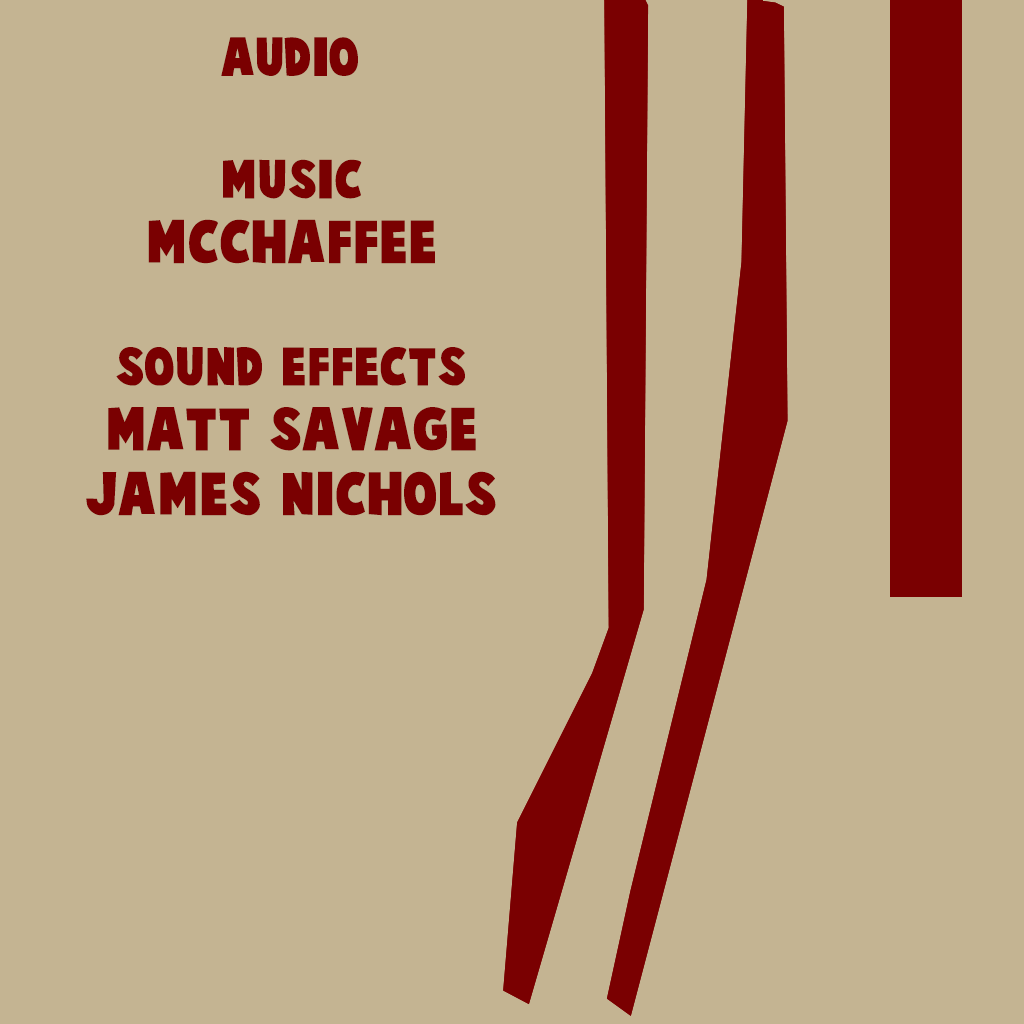 AUDIO
MUSIC
MCCHAFFEE
SOUND EFFECTS
MATT SAVAGE
JAMES NICHOLS